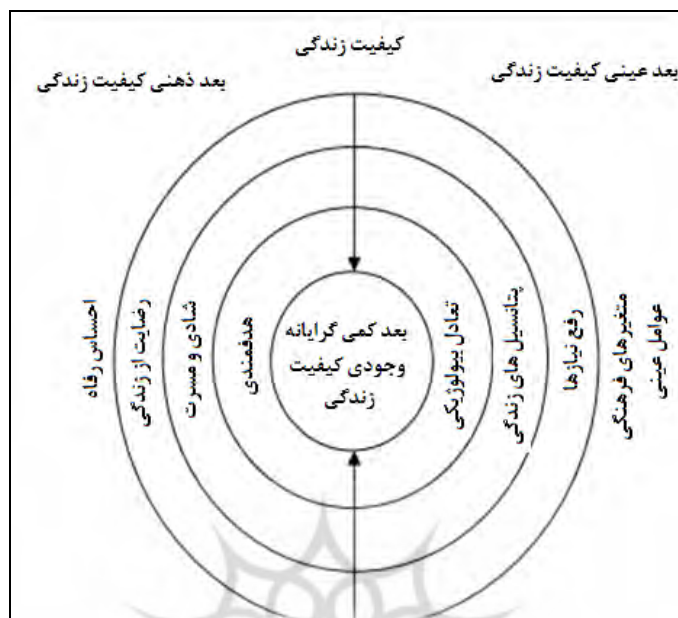 کیفیت زندگی
بعد عینی کیفیت زندگی
بعد ذهنی کیفیت زندگی
عوامل عینی
متغیرهای فرهنگی
رفع نیازها
پتانسیل های زندگی
تعادل بیولوژیکی
بعد کمی گرایانه
وجودی کیفیت
زندگی
هدفمندی
شادی و مسرت
رضایت از زندگی
احساس رفاه